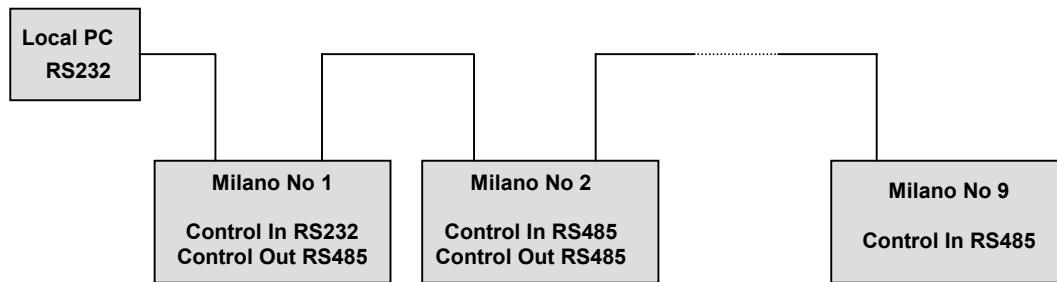 Local PC
RS232
Milano No 1
Control In RS232
Control Out RS485
Milano No 2
Control In RS485
Control Out RS485
Milano No 9
Control In RS485